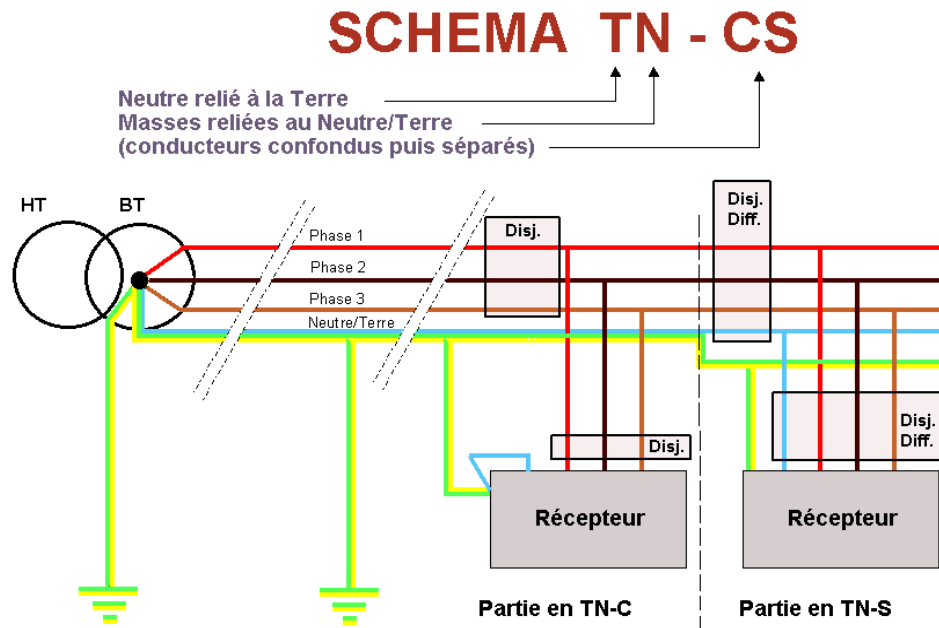 SCHEMA TN - CS
Neutre relié à la Terre
Masses reliées au Neutre/Terre
(conducteurs confondus puis séparés)
HT
BT
Phase 1
Phase 2
Phase 3
Neutre/Terre
Disj.
Disj.
Diff.
Disj.
Disj.
Diff.
Récepteur
Récepteur
Partie en TN-C
Partie en TN-S